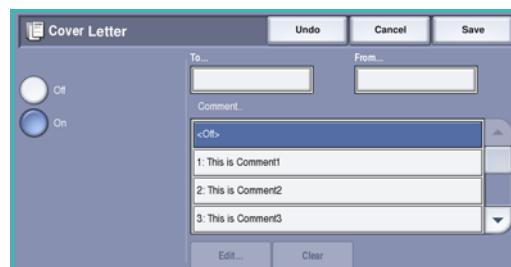 Cover Letter
Undo
Cancel
Save
To...
From...
Off
On
Comment..
<Off>
1: This is Comment1
2: This is Comment2
3: This is Comment3
Edit...
Clear